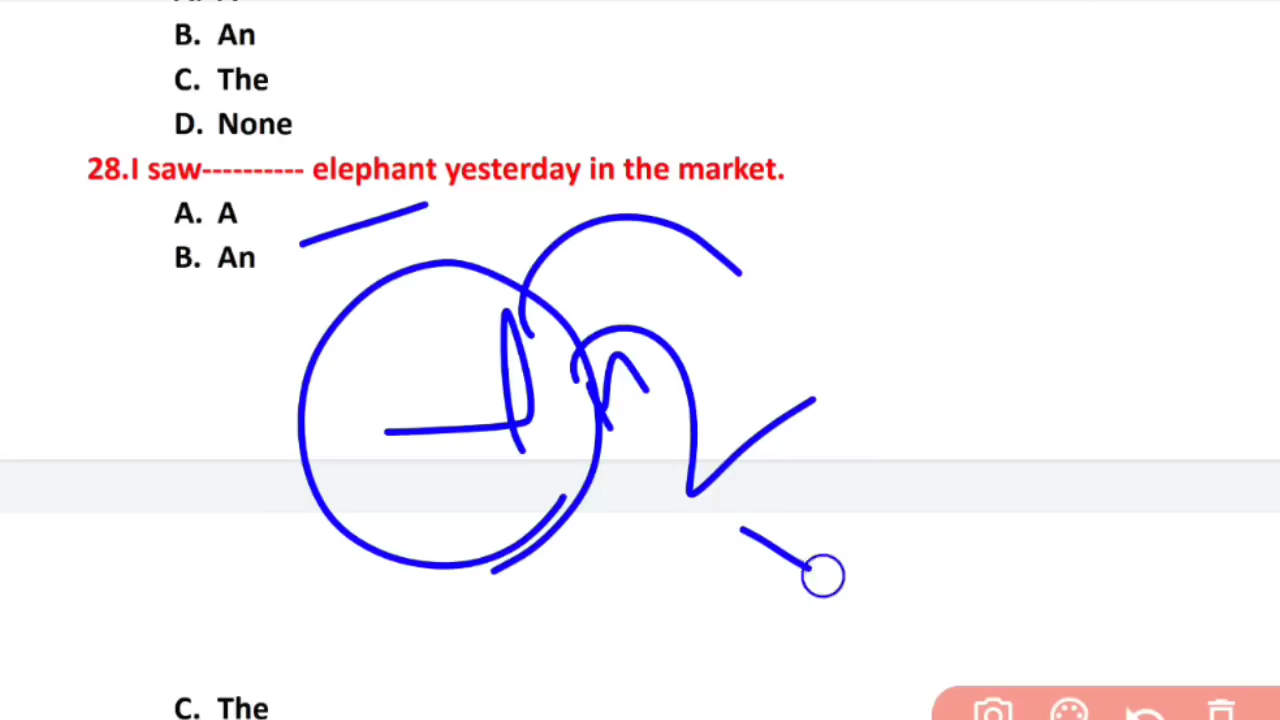 B. An
C. The
D. None
28.I saw---------- elephant yesterday in the market.
A. A
B. An
C. The